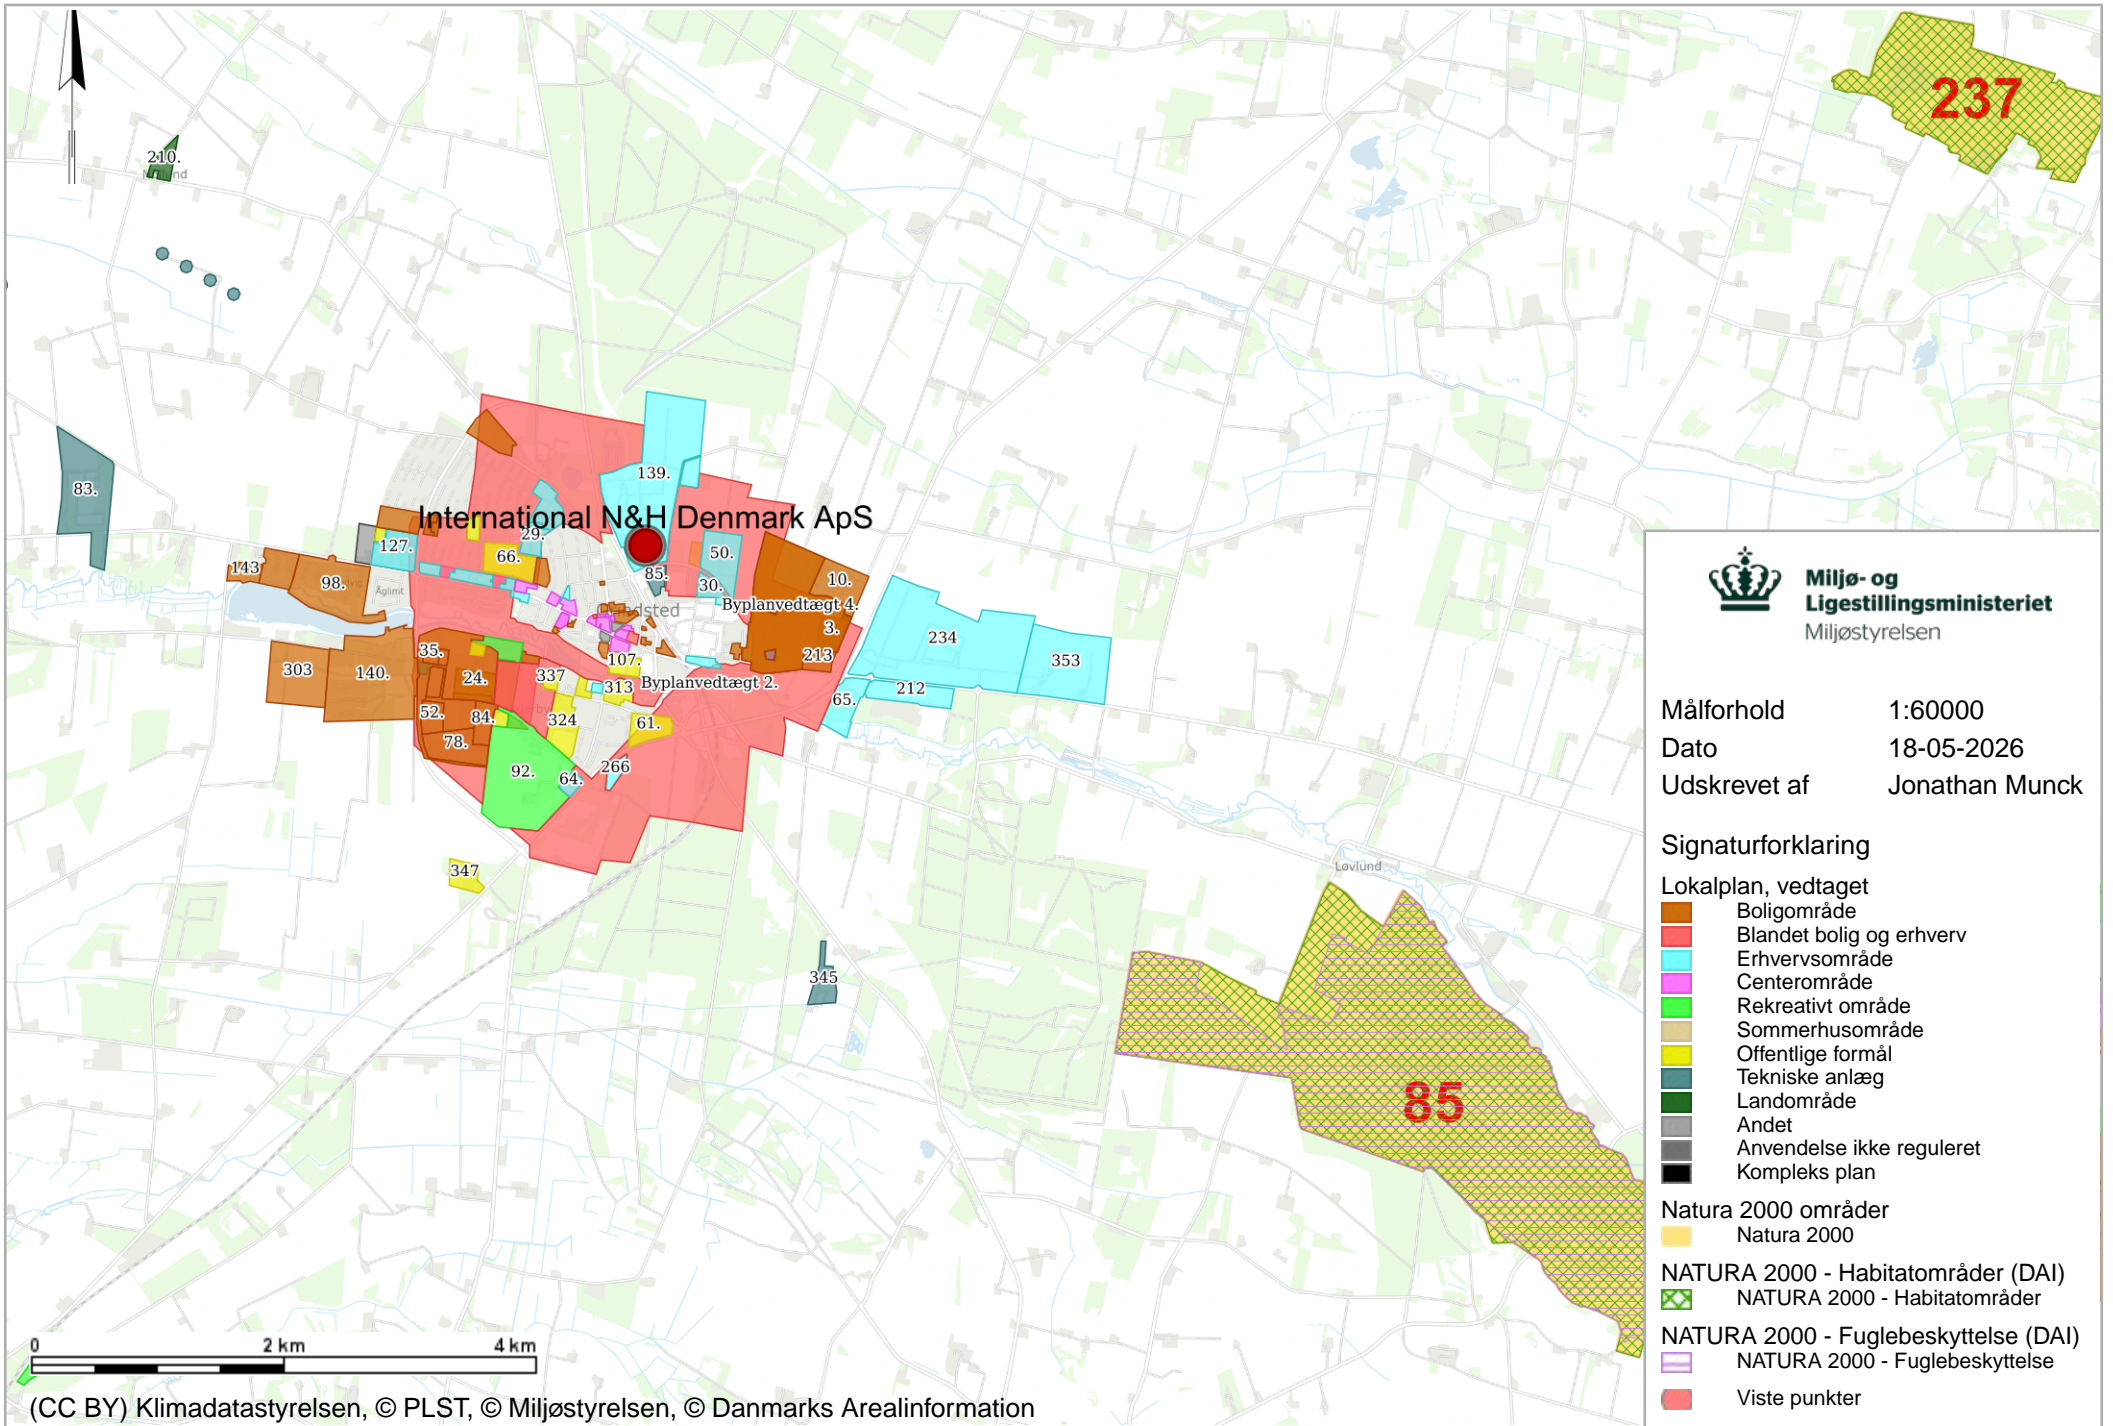 237
210.
139.
83.
International N&H Denmark ApS
29.
127.
66.
50.
85.
30.
10.
143
98.
Åglimt
Byplanvedtægt 4.
3.
234
353
213
35.
107.
303
140.
24.
337
313
Byplanvedtægt 2.
212
65.
52.
84.
324
61.
78.
92.
64.
266
347
Løvlund
345
85
0 2 km 4 km
(CC BY) Klimadatastyrelsen, © PLST, © Miljøstyrelsen, © Danmarks Arealinformation
Miljø- og
Ligestillingsministeriet
Miljøstyrelsen
Målforhold 1:60000
Dato 18-05-2026
Udskrevet af Jonathan Munck
Signaturforklaring
Lokalplan, vedtaget
Boligområde
Blandet bolig og erhverv
Erhvervsområde
Centerområde
Rekreativt område
Sommerhusområde
Offentlige formål
Tekniske anlæg
Landområde
Andet
Anvendelse ikke reguleret
Kompleks plan
Natura 2000 områder
Natura 2000
NATURA 2000 - Habitatområder (DAI)
NATURA 2000 - Habitatområder
NATURA 2000 - Fuglebeskyttelse (DAI)
NATURA 2000 - Fuglebeskyttelse
Viste punkter